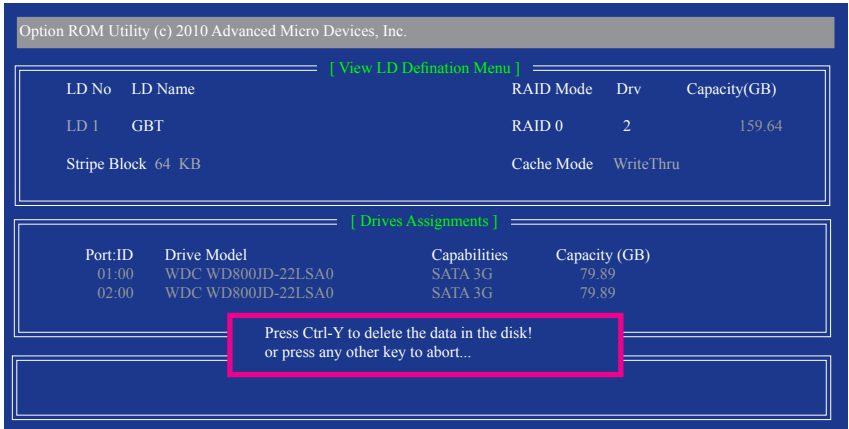 Option ROM Utility (c) 2010 Advanced Micro Devices, Inc.
[ View LD Defination Menu ]
LD No LD Name RAID Mode Drv Capacity(GB)
LD 1 GBT RAID 0 2 159.64
Stripe Block 64 KB Cache Mode WriteThru
[ Drives Assignments ]
Port:ID Drive Model Capabilities Capacity (GB)
01:00 WDC WD800JD-22LSA0 SATA 3G 79.89
02:00 WDC WD800JD-22LSA0 SATA 3G 79.89
Press Ctrl-Y to delete the data in the disk!
or press any other key to abort...